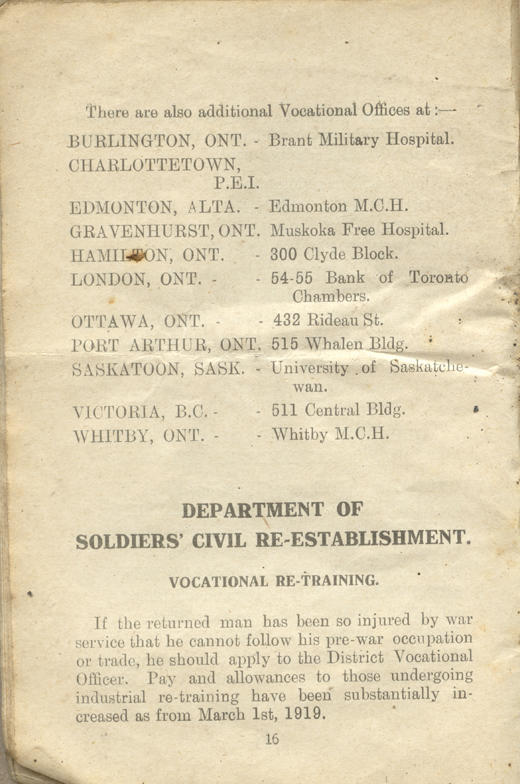 There are also additional Vocational Offices at :—
BURLINGTON, ONT. - Brant Military Hospital.
CHARLOTTETOWN,
P.E.I.
EDMONTON, ALTA. - Edmonton M.C.H.
GRAVENHURST, ONT. Muskoka Free Hospital.
HAMILTON, ONT. - 300 Clyde Block.
LONDON, ONT. - - 54-55 Bank of Toronto
Chambers.
OTTAWA, ONT. - - 432 Rideau St.
PORT ARTHUR, ONT. 515 Whalen Bldg.
SASKATOON, SASK. - University of Saskatche-
wan.
VICTORIA, B.C. - - 511 Central Bldg.
WHITBY, ONT. - - Whitby M.C.H.
DEPARTMENT OF
SOLDIERS' CIVIL RE-ESTABLISHMENT.
VOCATIONAL RE-TRAINING.
If the returned man has been so injured by war
service that he cannot follow his pre-war occupation
or trade, he should apply to the District Vocational
Officer. Pay and allowances to those undergoing
industrial re-training have been substantially in-
creased as from March 1st, 1919.
16